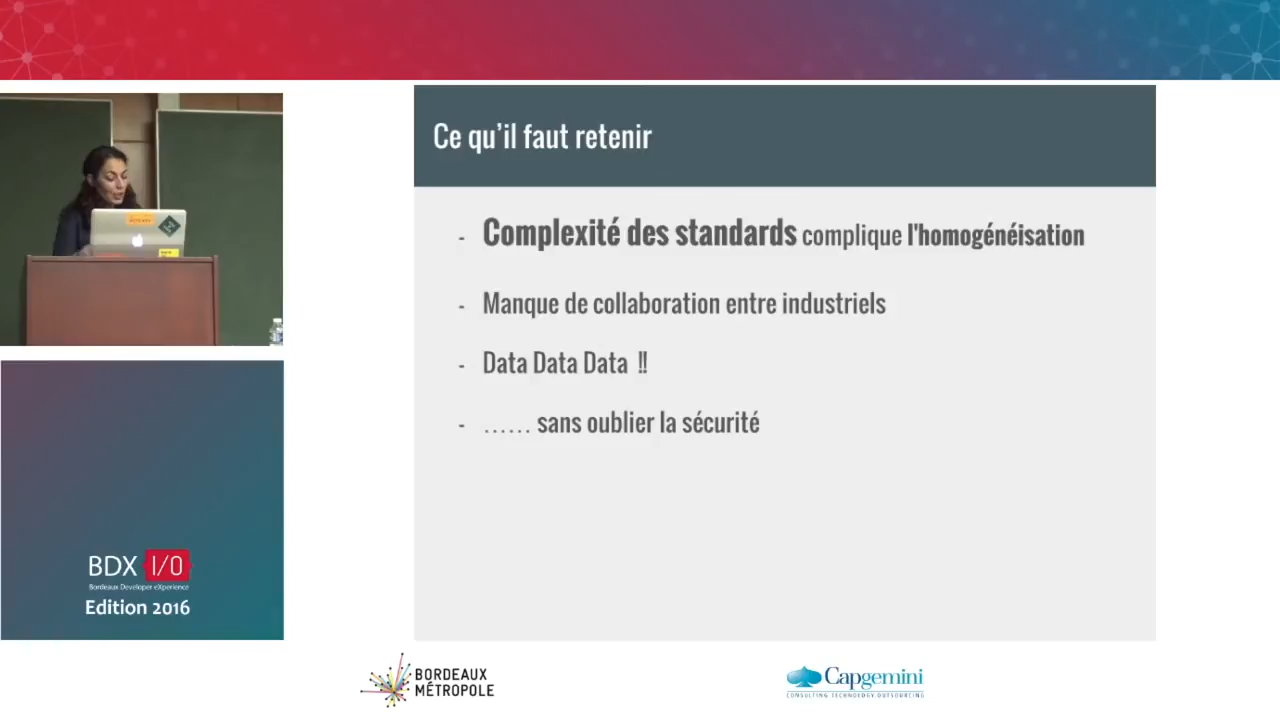 Ce qu'il faut retenir
- Complexité des standards complique l'homogénéisation
- Manque de collaboration entre industriels
- Data Data Data !!
- ...... sans oublier la sécurité
BDX I/O
Bordeaux Developer eXperience
Edition 2016
BORDEAUX
MÉTROPOLE
Capgemini
CONSULTING.TECHNOLOGY.OUTSOURCING